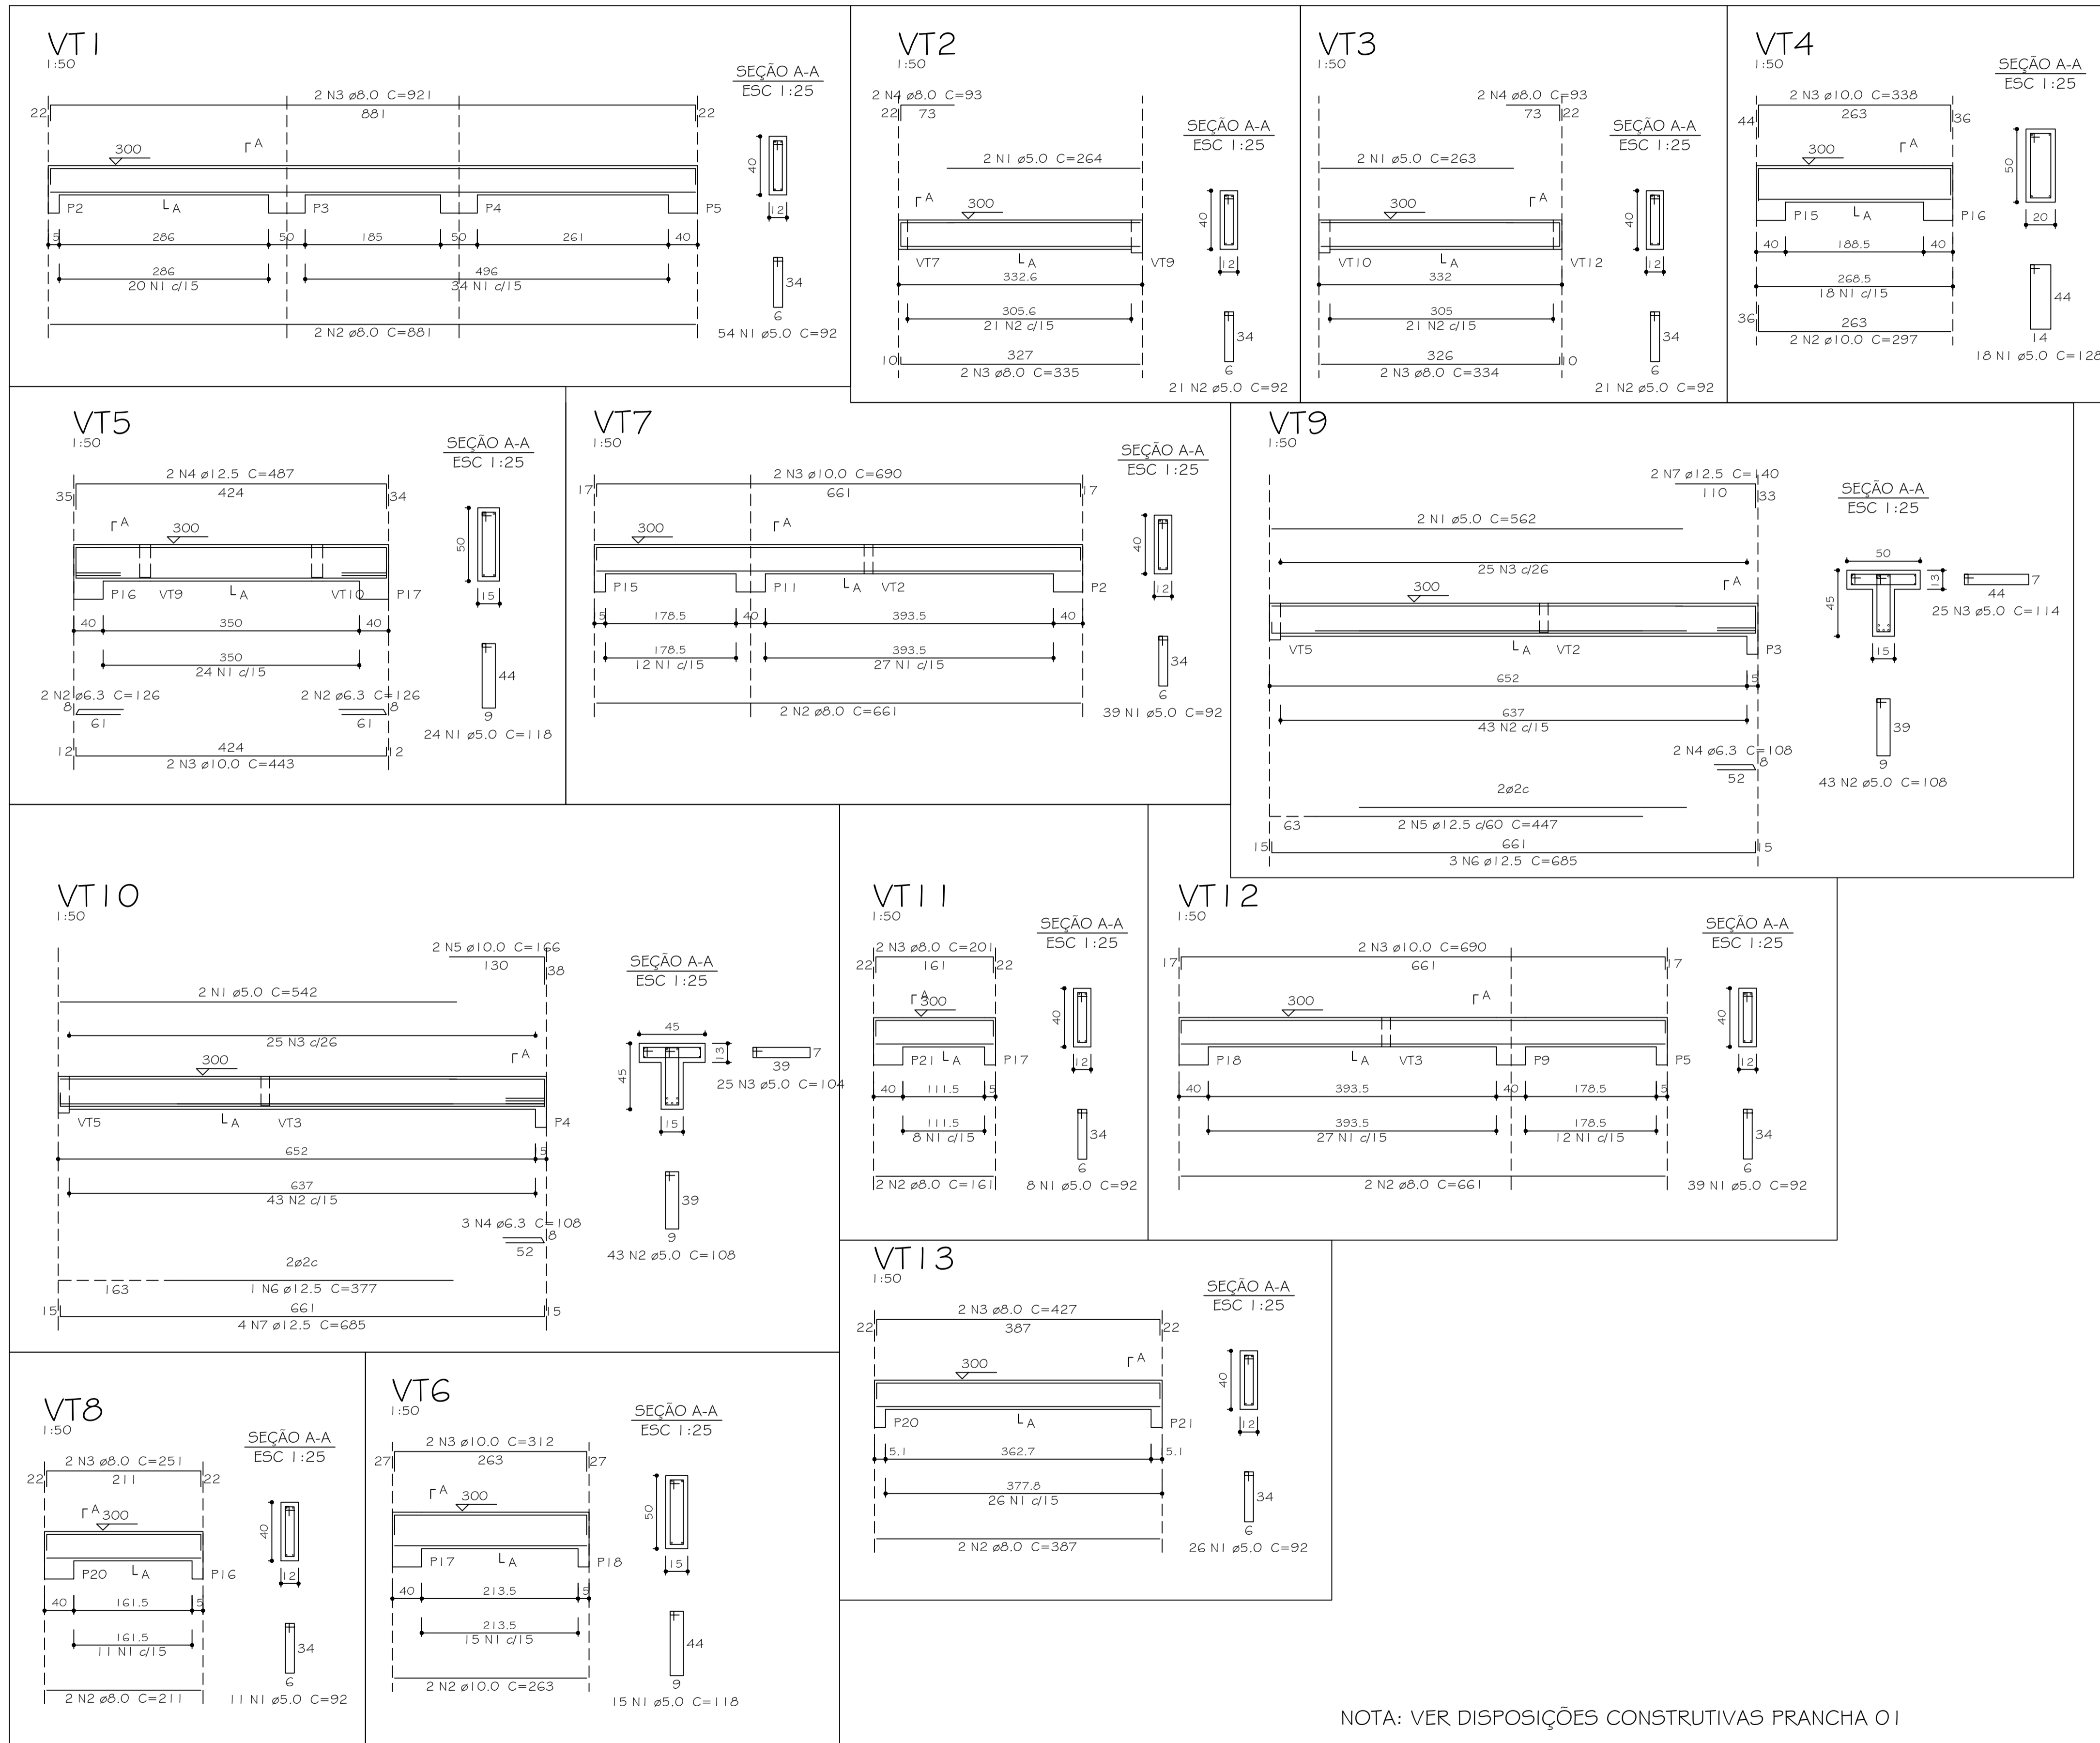 VT1
1:50
SEÇÃO A-A
ESC 1:25
2 N3 ø8.0 C=921
22 881 22
A
300
40
P2 A P3 P4 P5
12
5 286 50 185 50 261 40
286 496
20 N1 c/15 34 N1 c/15
34
6
2 N2 ø8.0 C=881
54 N1 ø5.0 C=92
VT2
1:50
2 N4 ø8.0 C=93
22 73
SEÇÃO A-A
ESC 1:25
2 N1 ø5.0 C=264
A
300
40
VT7 A VT9
12
332.6
305.6
21 N2 c/15
34
6
10 327
2 N3 ø8.0 C=335
21 N2 ø5.0 C=92
VT3
1:50
2 N4 ø8.0 C=93
73 22
SEÇÃO A-A
ESC 1:25
2 N1 ø5.0 C=263
A
300
40
VT10 A VT12
12
332
305
21 N2 c/15
34
6
326 10
2 N3 ø8.0 C=334
21 N2 ø5.0 C=92
VT4
1:50
SEÇÃO A-A
ESC 1:25
2 N3 ø10.0 C=338
44 263 36
A
300
50
P15 A P16
20
40 188.5 40
268.5
18 N1 c/15
44
14
36 263
2 N2 ø10.0 C=297
18 N1 ø5.0 C=128
VT5
1:50
SEÇÃO A-A
ESC 1:25
2 N4 ø12.5 C=487
35 424 34
A
300
50
P16 VT9 A VT10 P17
15
40 350 40
350
24 N1 c/15
2 N2 ø6.3 C=126 2 N2 ø6.3 C=126
8 61 61 8
44
9
24 N1 ø5.0 C=118
12 424 12
2 N3 ø10.0 C=443
VT7
1:50
SEÇÃO A-A
ESC 1:25
2 N3 ø10.0 C=690
17 661 17
A
300
40
P15 P11 A VT2 P2
12
5 178.5 40 393.5 40
178.5 393.5
12 N1 c/15 27 N1 c/15
34
6
2 N2 ø8.0 C=661
39 N1 ø5.0 C=92
VT9
1:50
2 N7 ø12.5 C=140
110 33
SEÇÃO A-A
ESC 1:25
2 N1 ø5.0 C=562
25 N3 c/26
A
300
50
45 13
15
44 7
25 N3 ø5.0 C=114
VT5 A VT2 P3
652 5
637
43 N2 c/15
39
9
43 N2 ø5.0 C=108
2 N4 ø6.3 C=108
8
52
2ø2c
63 2 N5 ø12.5 c/60 C=447
15 661 15
3 N6 ø12.5 C=685
VT10
1:50
2 N5 ø10.0 C=166
130 38
SEÇÃO A-A
ESC 1:25
2 N1 ø5.0 C=542
25 N3 c/26
A
300
45
45 13
15
39 7
25 N3 ø5.0 C=104
VT5 A VT3 P4
652 5
637
43 N2 c/15
39
9
43 N2 ø5.0 C=108
3 N4 ø6.3 C=108
8
52
2ø2c
163 1 N6 ø12.5 C=377
15 661 15
4 N7 ø12.5 C=685
VT11
1:50
SEÇÃO A-A
ESC 1:25
2 N3 ø8.0 C=201
22 161 22
A
300
40
P21 A P17
12
40 111.5 5
111.5
8 N1 c/15
34
6
2 N2 ø8.0 C=161
8 N1 ø5.0 C=92
VT12
1:50
SEÇÃO A-A
ESC 1:25
2 N3 ø10.0 C=690
17 661 17
A
300
40
P18 A VT3 P9 P5
12
40 393.5 40 178.5 5
393.5 178.5
27 N1 c/15 12 N1 c/15
34
6
2 N2 ø8.0 C=661
39 N1 ø5.0 C=92
VT13
1:50
SEÇÃO A-A
ESC 1:25
2 N3 ø8.0 C=427
22 387 22
A
300
40
P20 A P21
12
15.1 362.7 15.1
377.8
26 N1 c/15
34
6
2 N2 ø8.0 C=387
26 N1 ø5.0 C=92
VT8
1:50
SEÇÃO A-A
ESC 1:25
2 N3 ø8.0 C=251
22 211 22
A
300
40
P20 A P16
12
40 161.5 5
161.5
11 N1 c/15
34
6
2 N2 ø8.0 C=211
11 N1 ø5.0 C=92
VT6
1:50
SEÇÃO A-A
ESC 1:25
2 N3 ø10.0 C=312
27 263 27
A
300
50
P17 A P18
15
40 213.5 15
213.5
15 N1 c/15
44
9
2 N2 ø10.0 C=263
15 N1 ø5.0 C=118
NOTA: VER DISPOSIÇÕES CONSTRUTIVAS PRANCHA 01